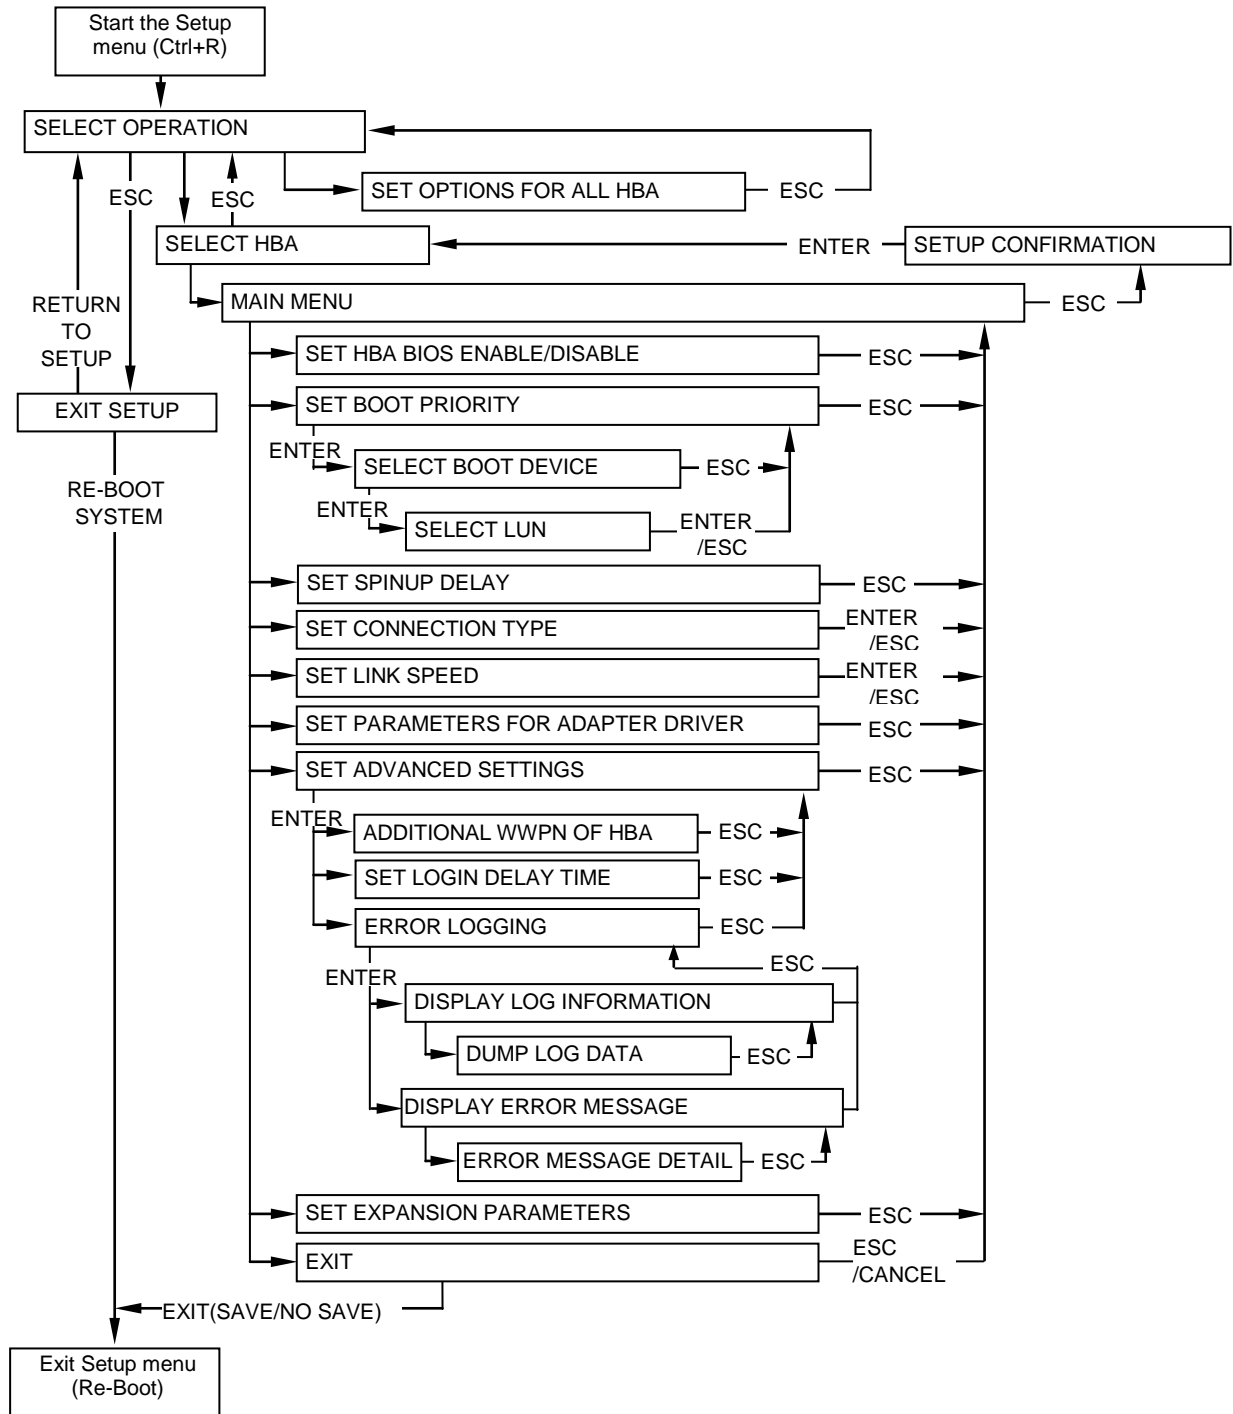 Start the Setup
menu (Ctrl+R)
SELECT OPERATION
ESC
ESC
SET OPTIONS FOR ALL HBA
ESC
SELECT HBA
ENTER
SETUP CONFIRMATION
RETURN
TO
SETUP
MAIN MENU
ESC
SET HBA BIOS ENABLE/DISABLE
ESC
EXIT SETUP
SET BOOT PRIORITY
ESC
ENTER
SELECT BOOT DEVICE
ESC
RE-BOOT
SYSTEM
ENTER
SELECT LUN
ENTER
/ESC
SET SPINUP DELAY
ESC
SET CONNECTION TYPE
ENTER
/ESC
SET LINK SPEED
ENTER
/ESC
SET PARAMETERS FOR ADAPTER DRIVER
ESC
SET ADVANCED SETTINGS
ESC
ENTER
ADDITIONAL WWPN OF HBA
ESC
SET LOGIN DELAY TIME
ESC
ERROR LOGGING
ESC
ESC
ENTER
DISPLAY LOG INFORMATION
DUMP LOG DATA
ESC
DISPLAY ERROR MESSAGE
ERROR MESSAGE DETAIL
ESC
SET EXPANSION PARAMETERS
ESC
EXIT
ESC
/CANCEL
EXIT(SAVE/NO SAVE)
Exit Setup menu
(Re-Boot)